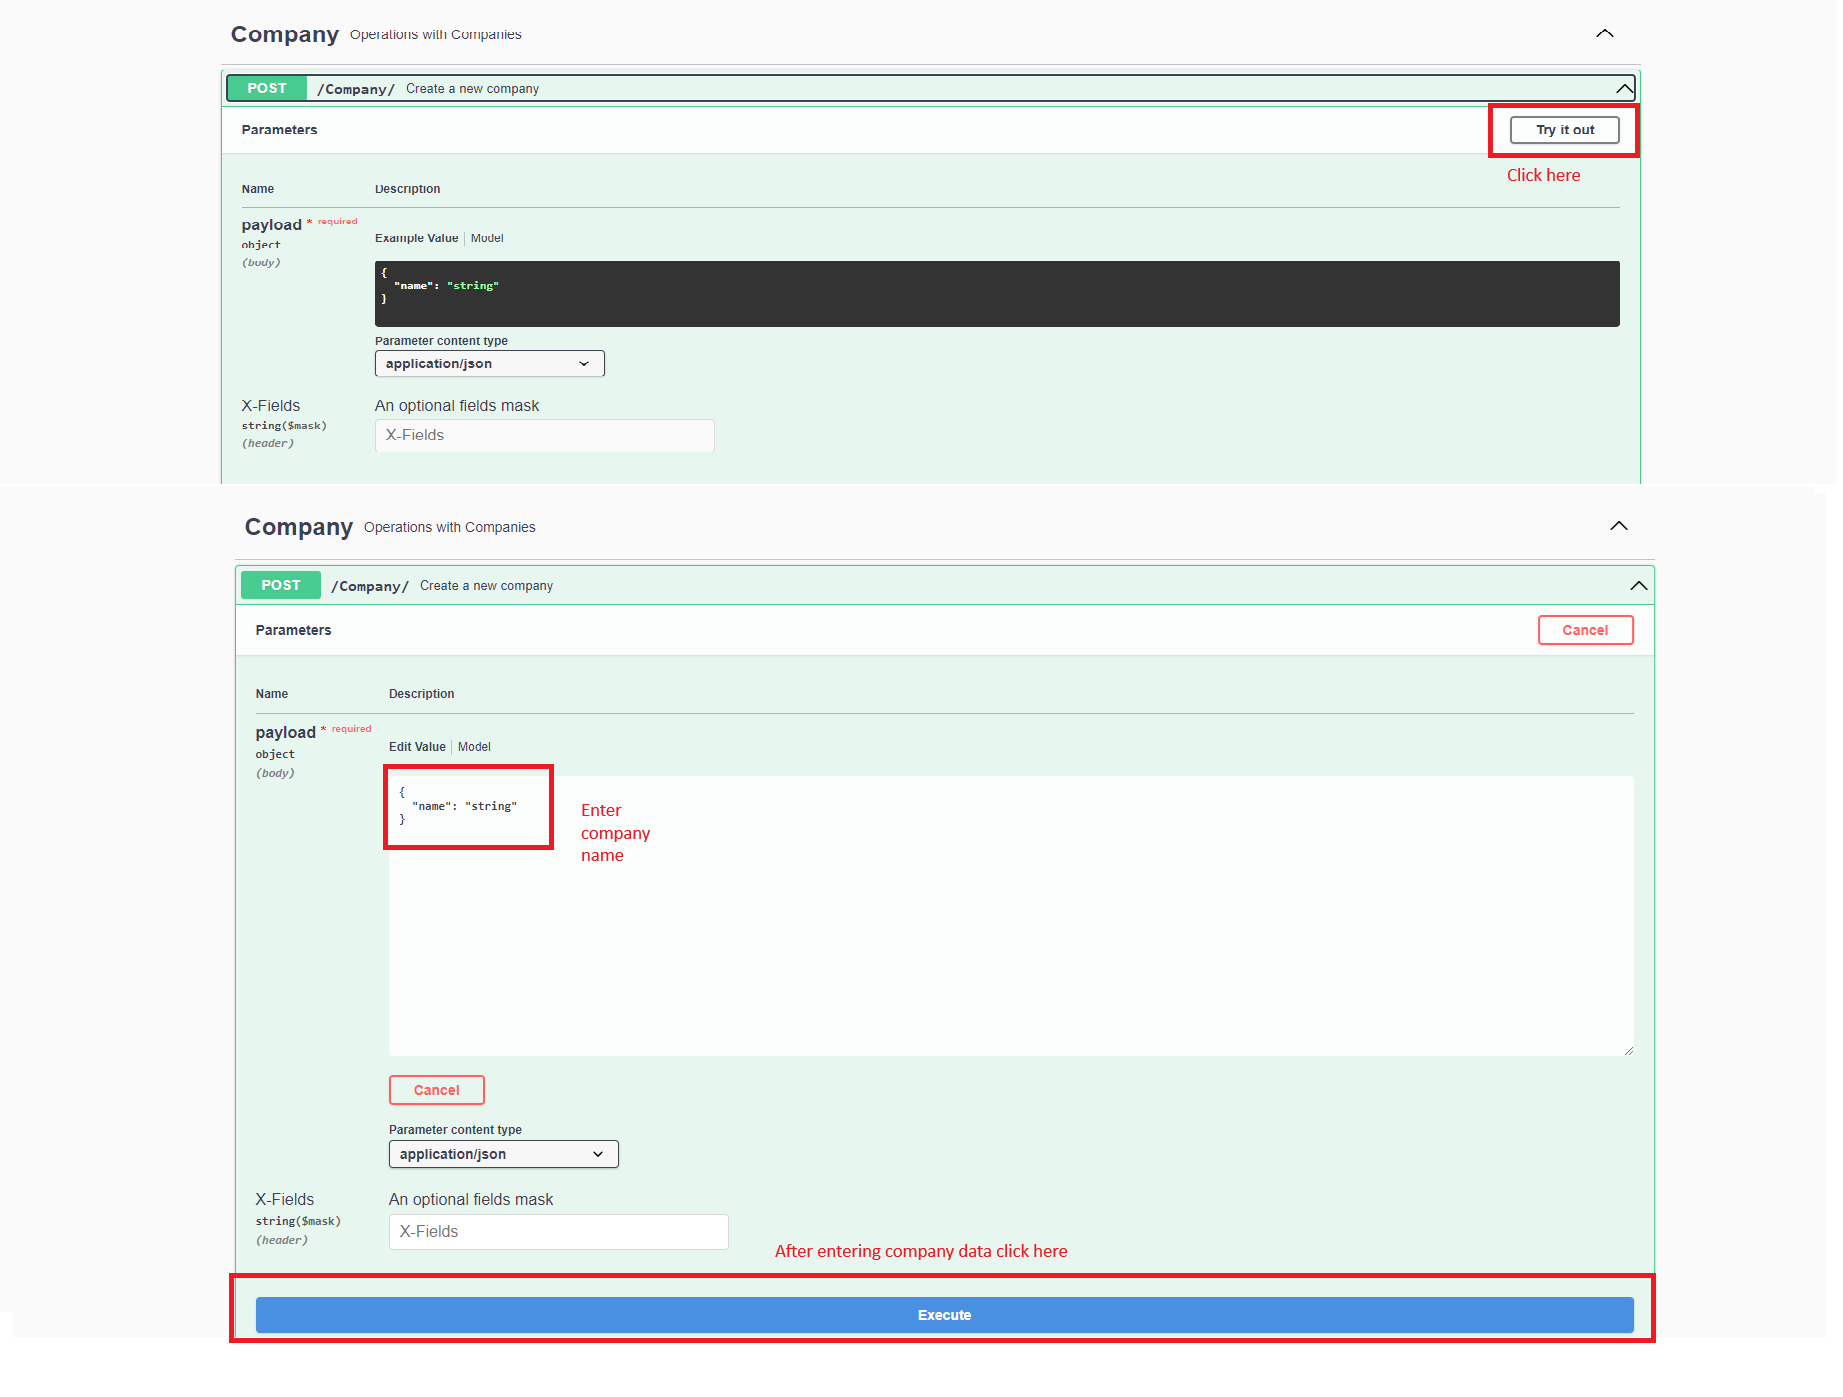 Company Operations with Companies
POST /Company/ Create a new company
Parameters
Try it out
Click here
Name Description
payload * required
object
(body)
Example Value | Model
{
"name": "string"
}
Parameter content type
application/json
X-Fields An optional fields mask
string($mask)
(header)
X-Fields
Company Operations with Companies
POST /Company/ Create a new company
Parameters
Cancel
Name Description
payload * required
object
(body)
Edit Value | Model
{
"name": "string"
}
Enter
company
name
Cancel
Parameter content type
application/json
X-Fields An optional fields mask
string($mask)
(header)
X-Fields
After entering company data click here
Execute